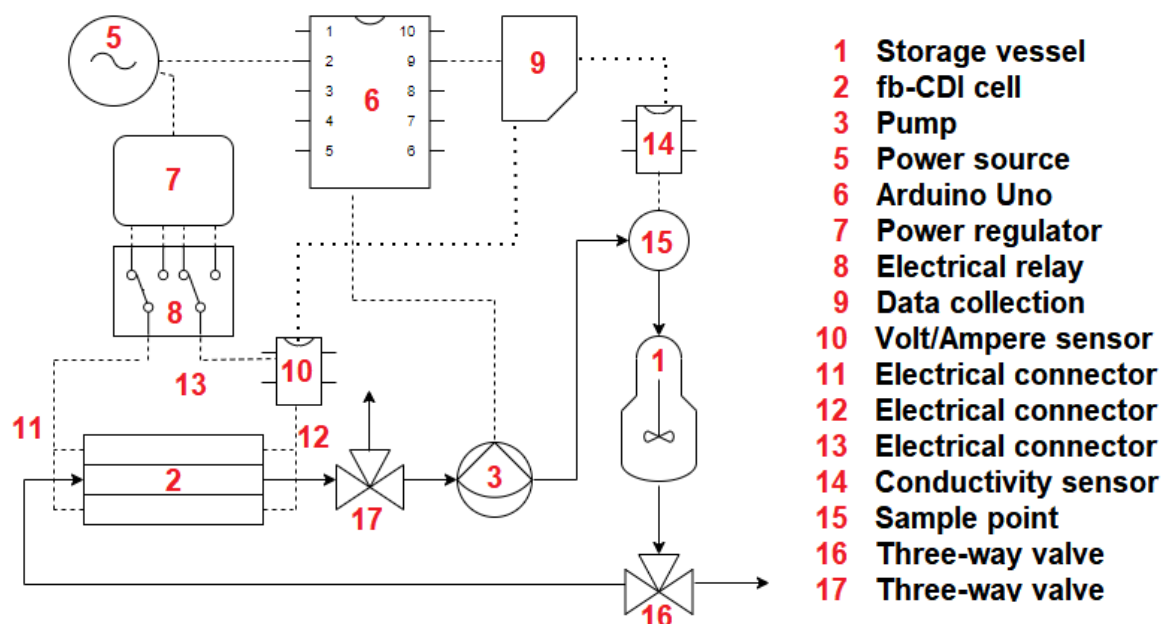 5
1
2
3
4
5
6
10
9
8
7
6
9
14
7
15
8
13
10
1
11
12
2
17
3
16
1 Storage vessel
2 fb-CDI cell
3 Pump
5 Power source
6 Arduino Uno
7 Power regulator
8 Electrical relay
9 Data collection
10 Volt/Ampere sensor
11 Electrical connector
12 Electrical connector
13 Electrical connector
14 Conductivity sensor
15 Sample point
16 Three-way valve
17 Three-way valve